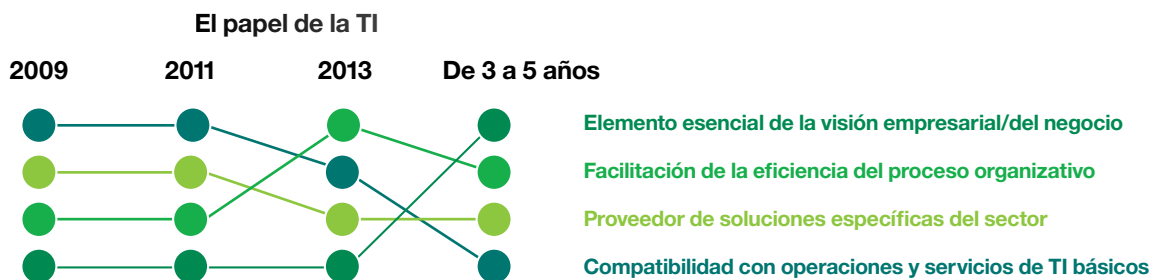 El papel de la TI
2009 2011 2013 De 3 a 5 años
Elemento esencial de la visión empresarial/del negocio
Facilitación de la eficiencia del proceso organizativo
Proveedor de soluciones específicas del sector
Compatibilidad con operaciones y servicios de TI básicos